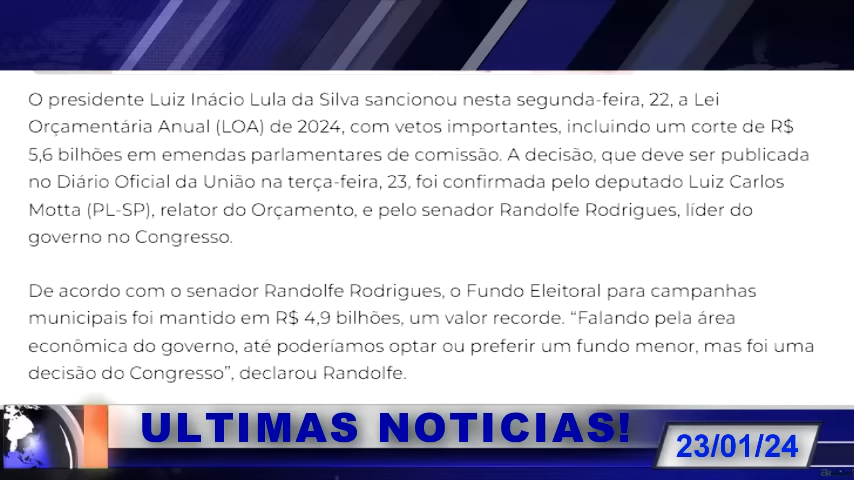 O presidente Luiz Inácio Lula da Silva sancionou nesta segunda-feira, 22, a Lei
Orçamentária Anual (LOA) de 2024, com vetos importantes, incluindo um corte de R$
5,6 bilhões em emendas parlamentares de comissão. A decisão, que deve ser publicada
no Diário Oficial da União na terça-feira, 23, foi confirmada pelo deputado Luiz Carlos
Motta (PL-SP), relator do Orçamento, e pelo senador Randolfe Rodrigues, líder do
governo no Congresso.
De acordo com o senador Randolfe Rodrigues, o Fundo Eleitoral para campanhas
municipais foi mantido em R$ 4,9 bilhões, um valor recorde. “Falando pela área
econômica do governo, até poderíamos optar ou preferir um fundo menor, mas foi uma
decisão do Congresso”, declarou Randolfe.
ULTIMAS NOTICIAS!
23/01/24